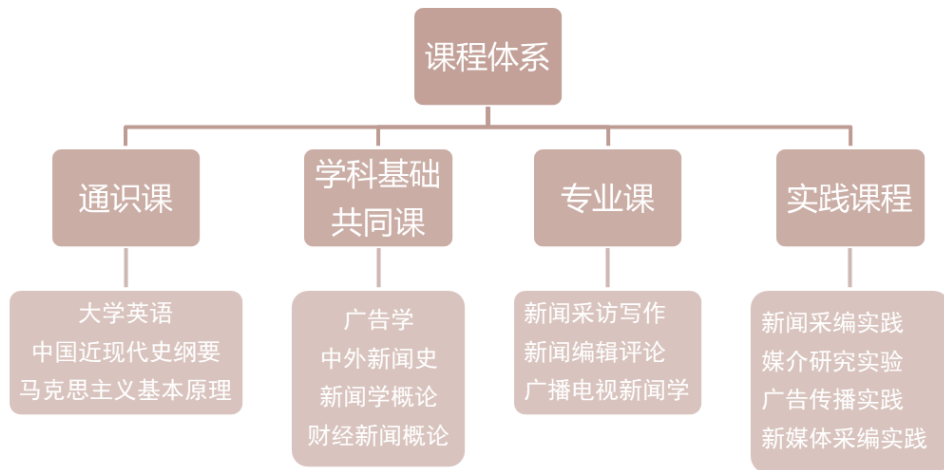 课程体系
通识课
学科基础
共同课
专业课
实践课程
大学英语
中国近现代史纲要
马克思主义基本原理
广告学
中外新闻史
新闻学概论
财经新闻概论
新闻采访写作
新闻编辑评论
广播电视新闻学
新闻采编实践
媒介研究实验
广告传播实践
新媒体采编实践